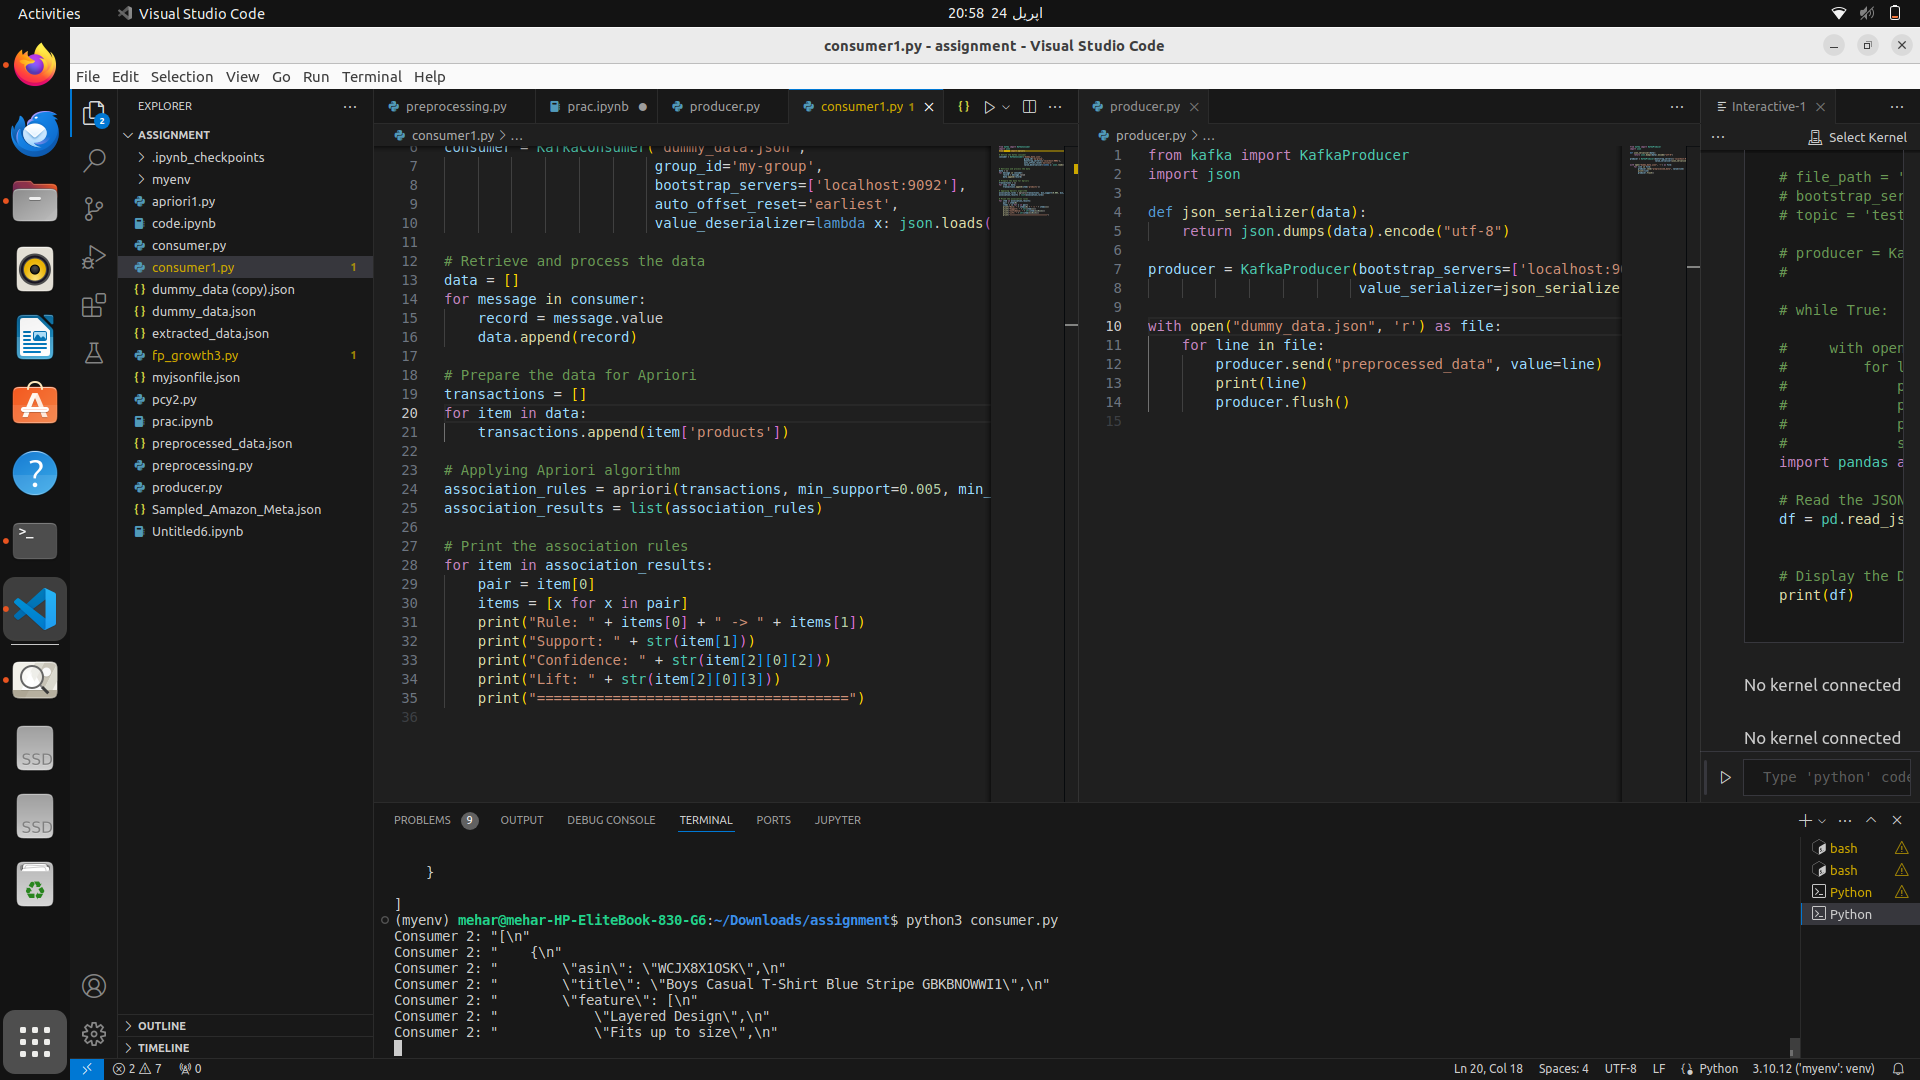 Activities
Visual Studio Code
20:58 24 اپریل
consumer1.py - assignment - Visual Studio Code
File Edit Selection View Go Run Terminal Help
EXPLORER
ASSIGNMENT
.ipynb_checkpoints
myenv
apriori1.py
code.ipynb
consumer.py
consumer1.py 1
dummy_data (copy).json
dummy_data.json
extracted_data.json
fp_growth3.py 1
myjsonfile.json
pcy2.py
prac.ipynb
preprocessed_data.json
preprocessing.py
producer.py
Sampled_Amazon_Meta.json
Untitled6.ipynb
OUTLINE
TIMELINE
2
SSD
SSD
preprocessing.py
prac.ipynb
producer.py
consumer1.py 1
consumer1.py > ...
6 consumer = KafkaConsumer('dummy_data.json',
7 group_id='my-group',
8 bootstrap_servers=['localhost:9092'],
9 auto_offset_reset='earliest',
10 value_deserializer=lambda x: json.loads(
11
12 # Retrieve and process the data
13 data = []
14 for message in consumer:
15 record = message.value
16 data.append(record)
17
18 # Prepare the data for Apriori
19 transactions = []
20 for item in data:
21 transactions.append(item['products'])
22
23 # Applying Apriori algorithm
24 association_rules = apriori(transactions, min_support=0.005, min_
25 association_results = list(association_rules)
26
27 # Print the association rules
28 for item in association_results:
29 pair = item[0]
30 items = [x for x in pair]
31 print("Rule: " + items[0] + " -> " + items[1])
32 print("Support: " + str(item[1]))
33 print("Confidence: " + str(item[2][0][2]))
34 print("Lift: " + str(item[2][0][3]))
35 print("=====================================")
36
producer.py
producer.py > ...
1 from kafka import KafkaProducer
2 import json
3
4 def json_serializer(data):
5 return json.dumps(data).encode("utf-8")
6
7 producer = KafkaProducer(bootstrap_servers=['localhost:90
8 value_serializer=json_serialize
9
10 with open("dummy_data.json", 'r') as file:
11 for line in file:
12 producer.send("preprocessed_data", value=line)
13 print(line)
14 producer.flush()
15
Interactive-1
Select Kernel
# file_path = '
# bootstrap_ser
# topic = 'test
# producer = Ka
#
# while True:
# with open
# for l
# p
# p
# p
# s
import pandas a
# Read the JSON
df = pd.read_js
# Display the D
print(df)
No kernel connected
No kernel connected
Type 'python' code
PROBLEMS 9 OUTPUT DEBUG CONSOLE TERMINAL PORTS JUPYTER
}
]
(myenv) mehar@mehar-HP-EliteBook-830-G6:~/Downloads/assignment$ python3 consumer.py
Consumer 2: "[\n"
Consumer 2: " {\n"
Consumer 2: " \"asin\": \"WCJX8X1OSK\",\n"
Consumer 2: " \"title\": \"Boys Casual T-Shirt Blue Stripe GBKBNOWWI1\",\n"
Consumer 2: " \"feature\": [\n"
Consumer 2: " \"Layered Design\",\n"
Consumer 2: " \"Fits up to size\",\n"
bash
bash
Python
Python
2 7 0
Ln 20, Col 18 Spaces: 4 UTF-8 LF Python 3.10.12 ('myenv': venv)